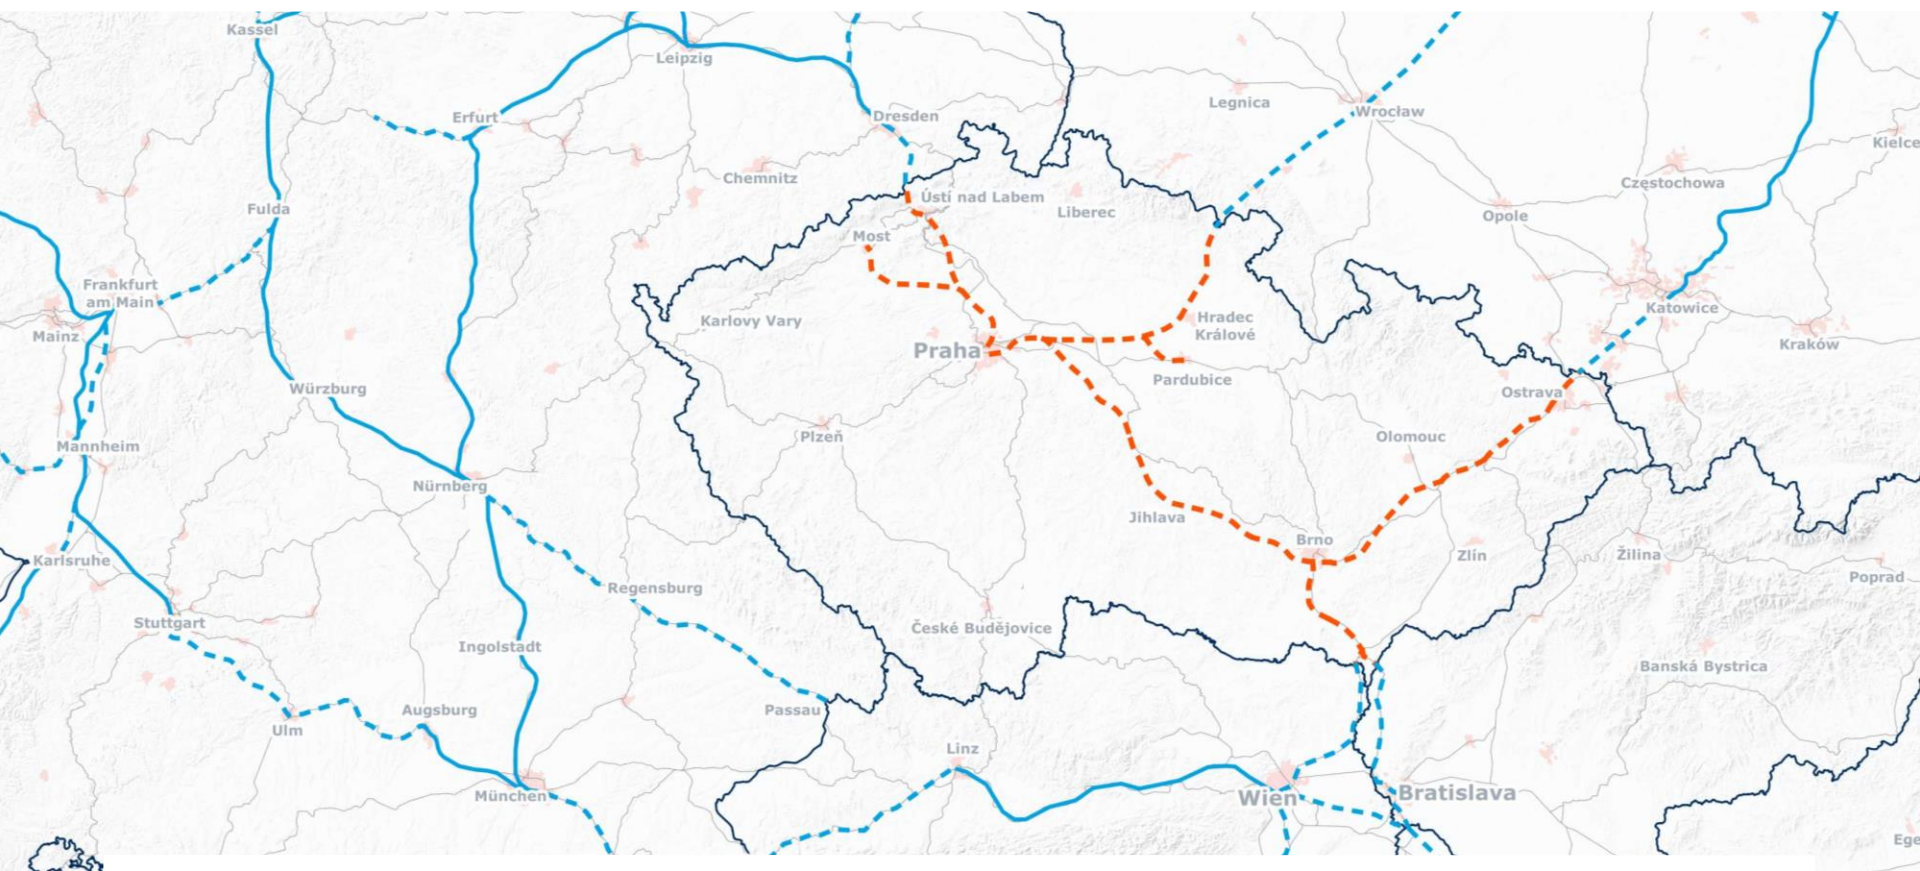 Kassel
Leipzig
Erfurt
Dresden
Legnica
Wrocław
Kielce
Chemnitz
Częstochowa
Ústí nad Labem
Liberec
Fulda
Opole
Most
Frankfurt
am Main
Mainz
Karlovy Vary
Hradec
Králové
Katowice
Kraków
Praha
Pardubice
Würzburg
Ostrava
Mannheim
Plzeň
Olomouc
Nürnberg
Jihlava
Brno
Zlín
Žilina
Karlsruhe
Poprad
Regensburg
Stuttgart
České Budějovice
Ingolstadt
Banská Bystrica
Augsburg
Passau
Ulm
Linz
München
Wien
Bratislava
Ege